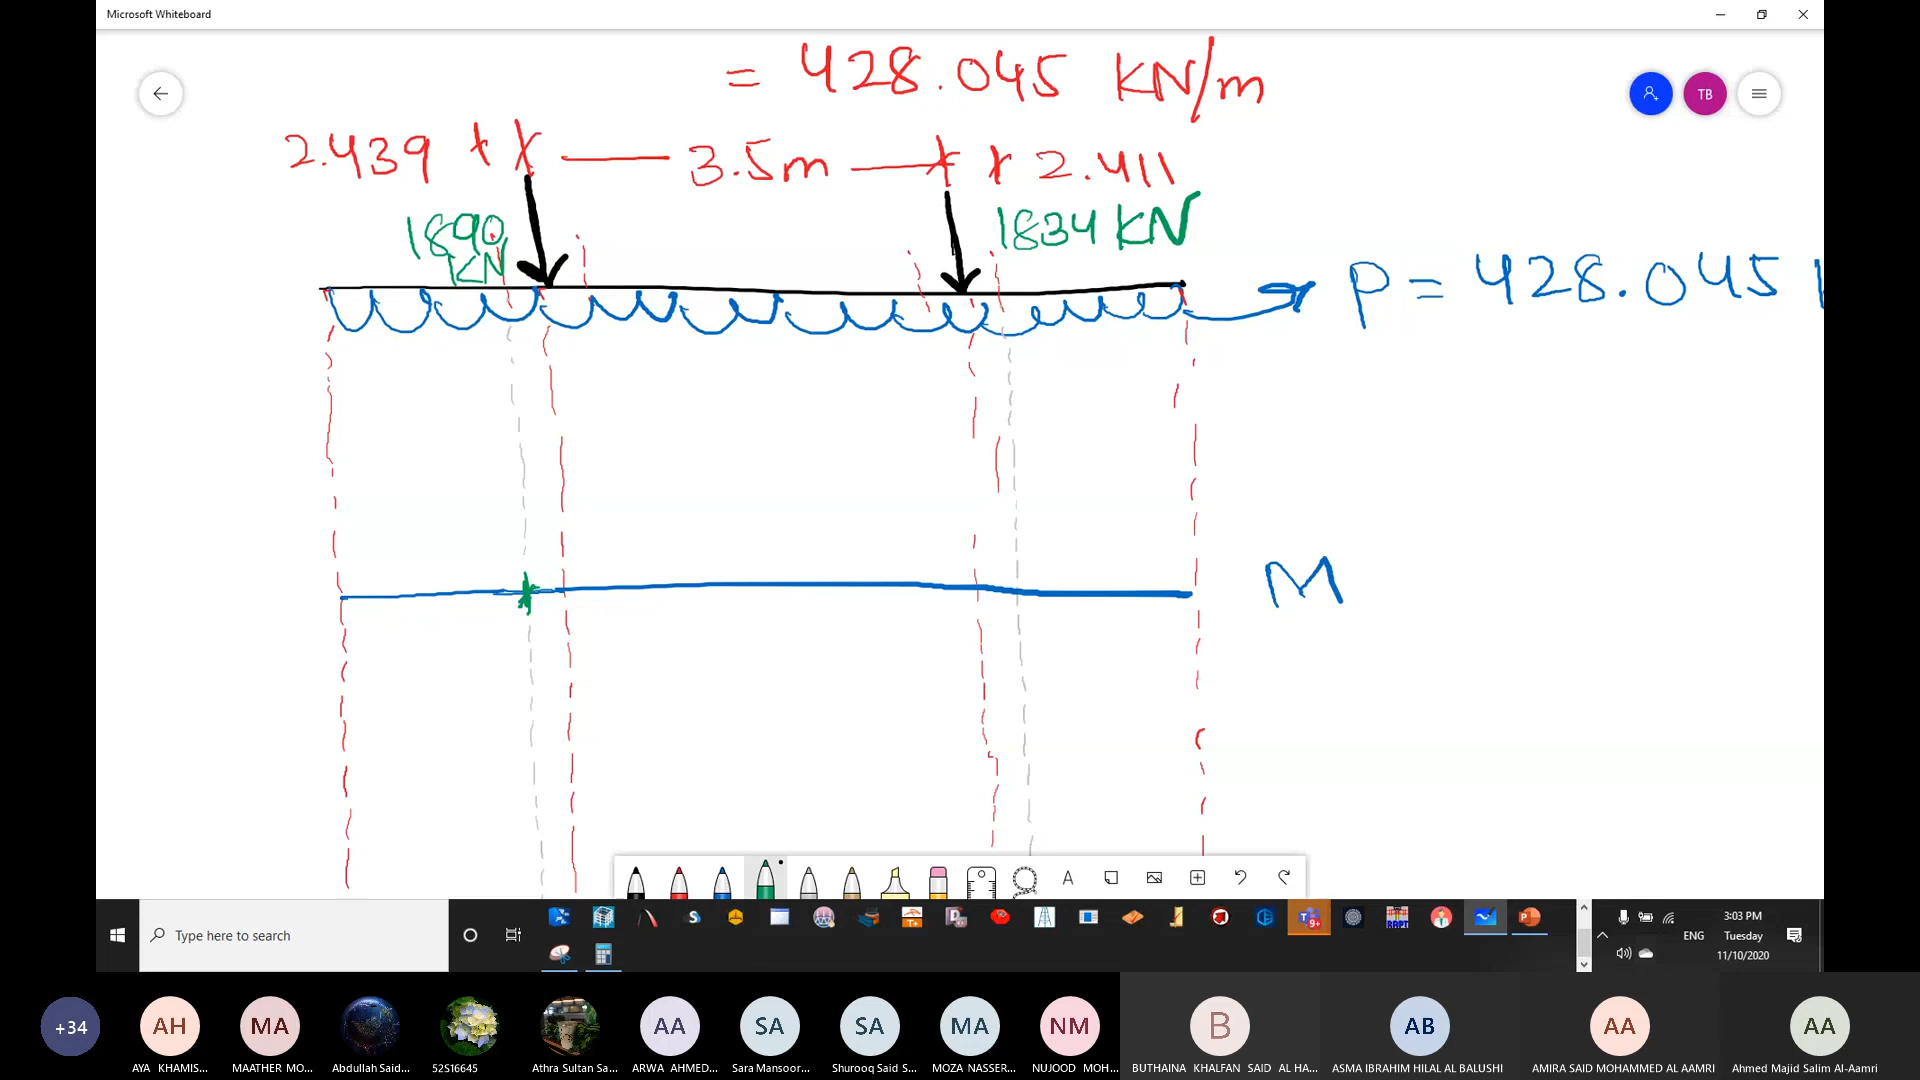 Microsoft Whiteboard
= 428.045 KN/m
TB
2.439
3.5m
2.411
1890 KN
1834 KN
P = 428.045
M
A
Type here to search
ENG
3:03 PM
Tuesday
11/10/2020
+34
AH
MA
AA
SA
SA
MA
NM
B
AB
AA
AA
AYA KHAMIS...
MAATHER MO...
Abdullah Said...
52S16645
Athra Sultan Sa...
ARWA AHMED...
Sara Mansoor...
Shurooq Said S...
MOZA NASSER...
NUJOOD MOH...
BUTHAINA KHALFAN SAID AL HA...
ASMA IBRAHIM HILAL AL BALUSHI
AMIRA SAID MOHAMMED AL AAMRI
Ahmed Majid Salim Al-Aamri